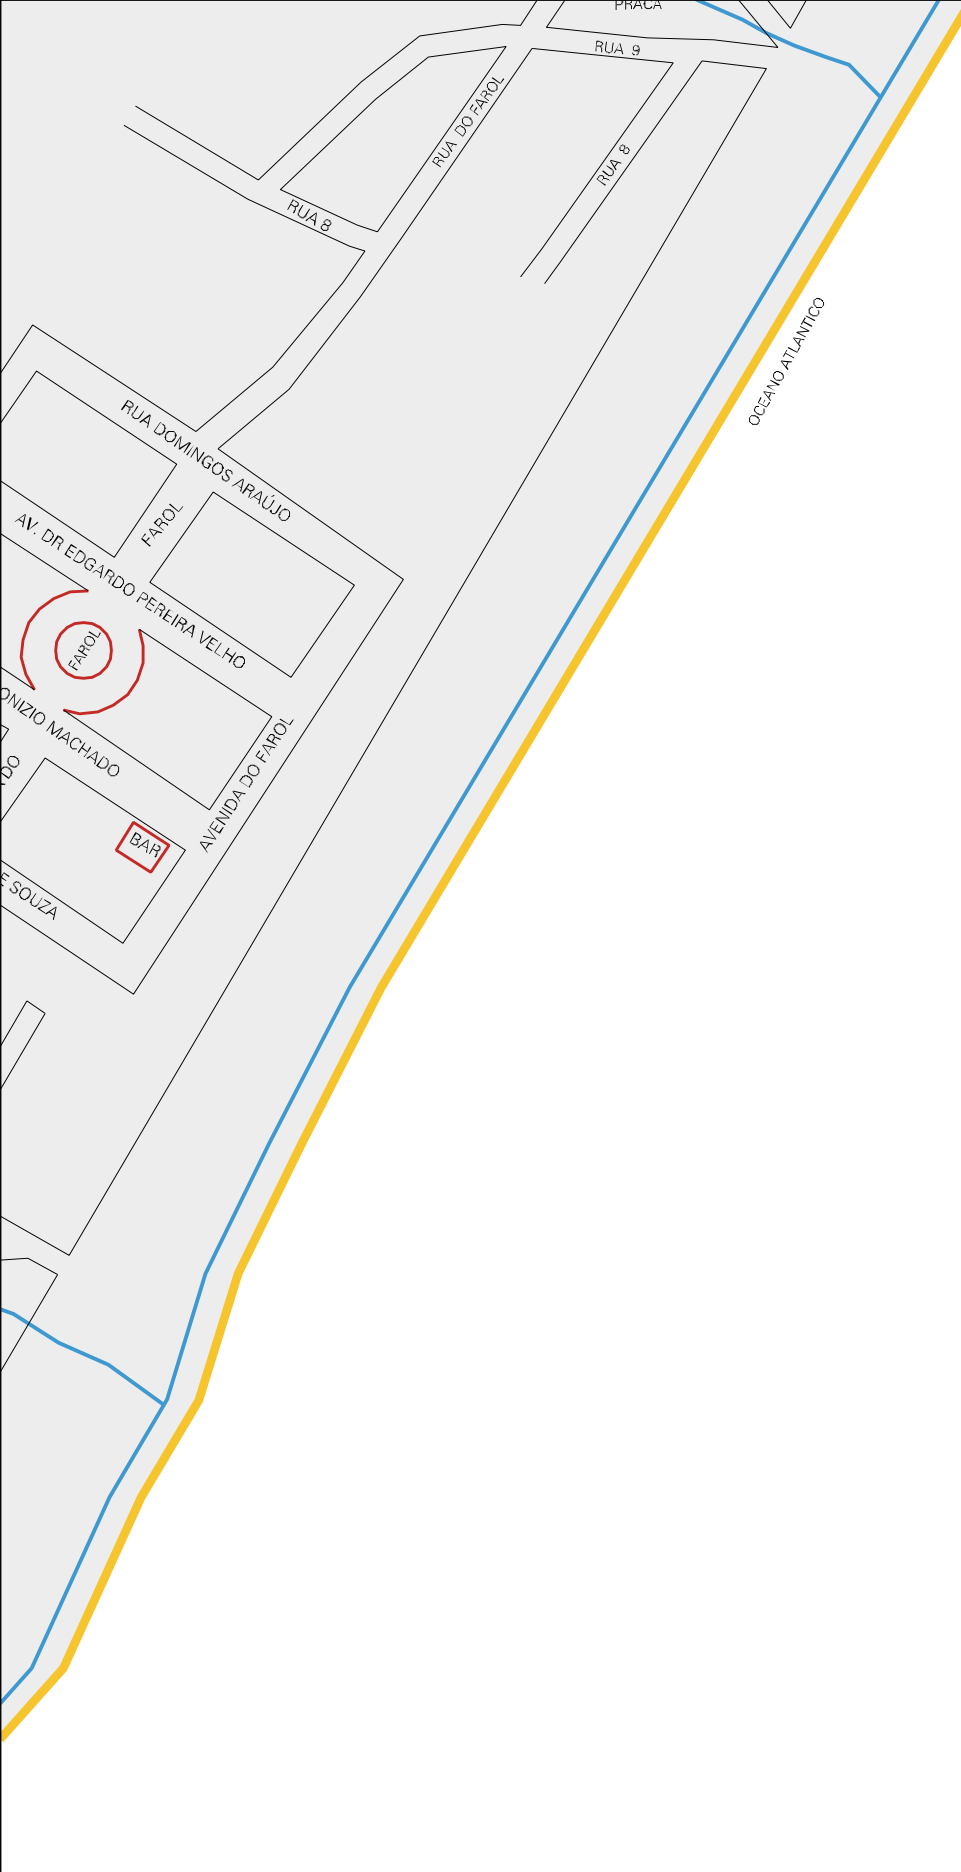 PRAÇA
RUA 9
RUA DO FAROL
RUA 8
RUA 8
OCEANO ATLANTICO
RUA DOMINGOS ARAÚJO
FAROL
AV. DR EDGARDO PEREIRA VELHO
FAROL
ONIZIO MACHADO
AVENIDA DO FAROL
DO
BAR
E SOUZA